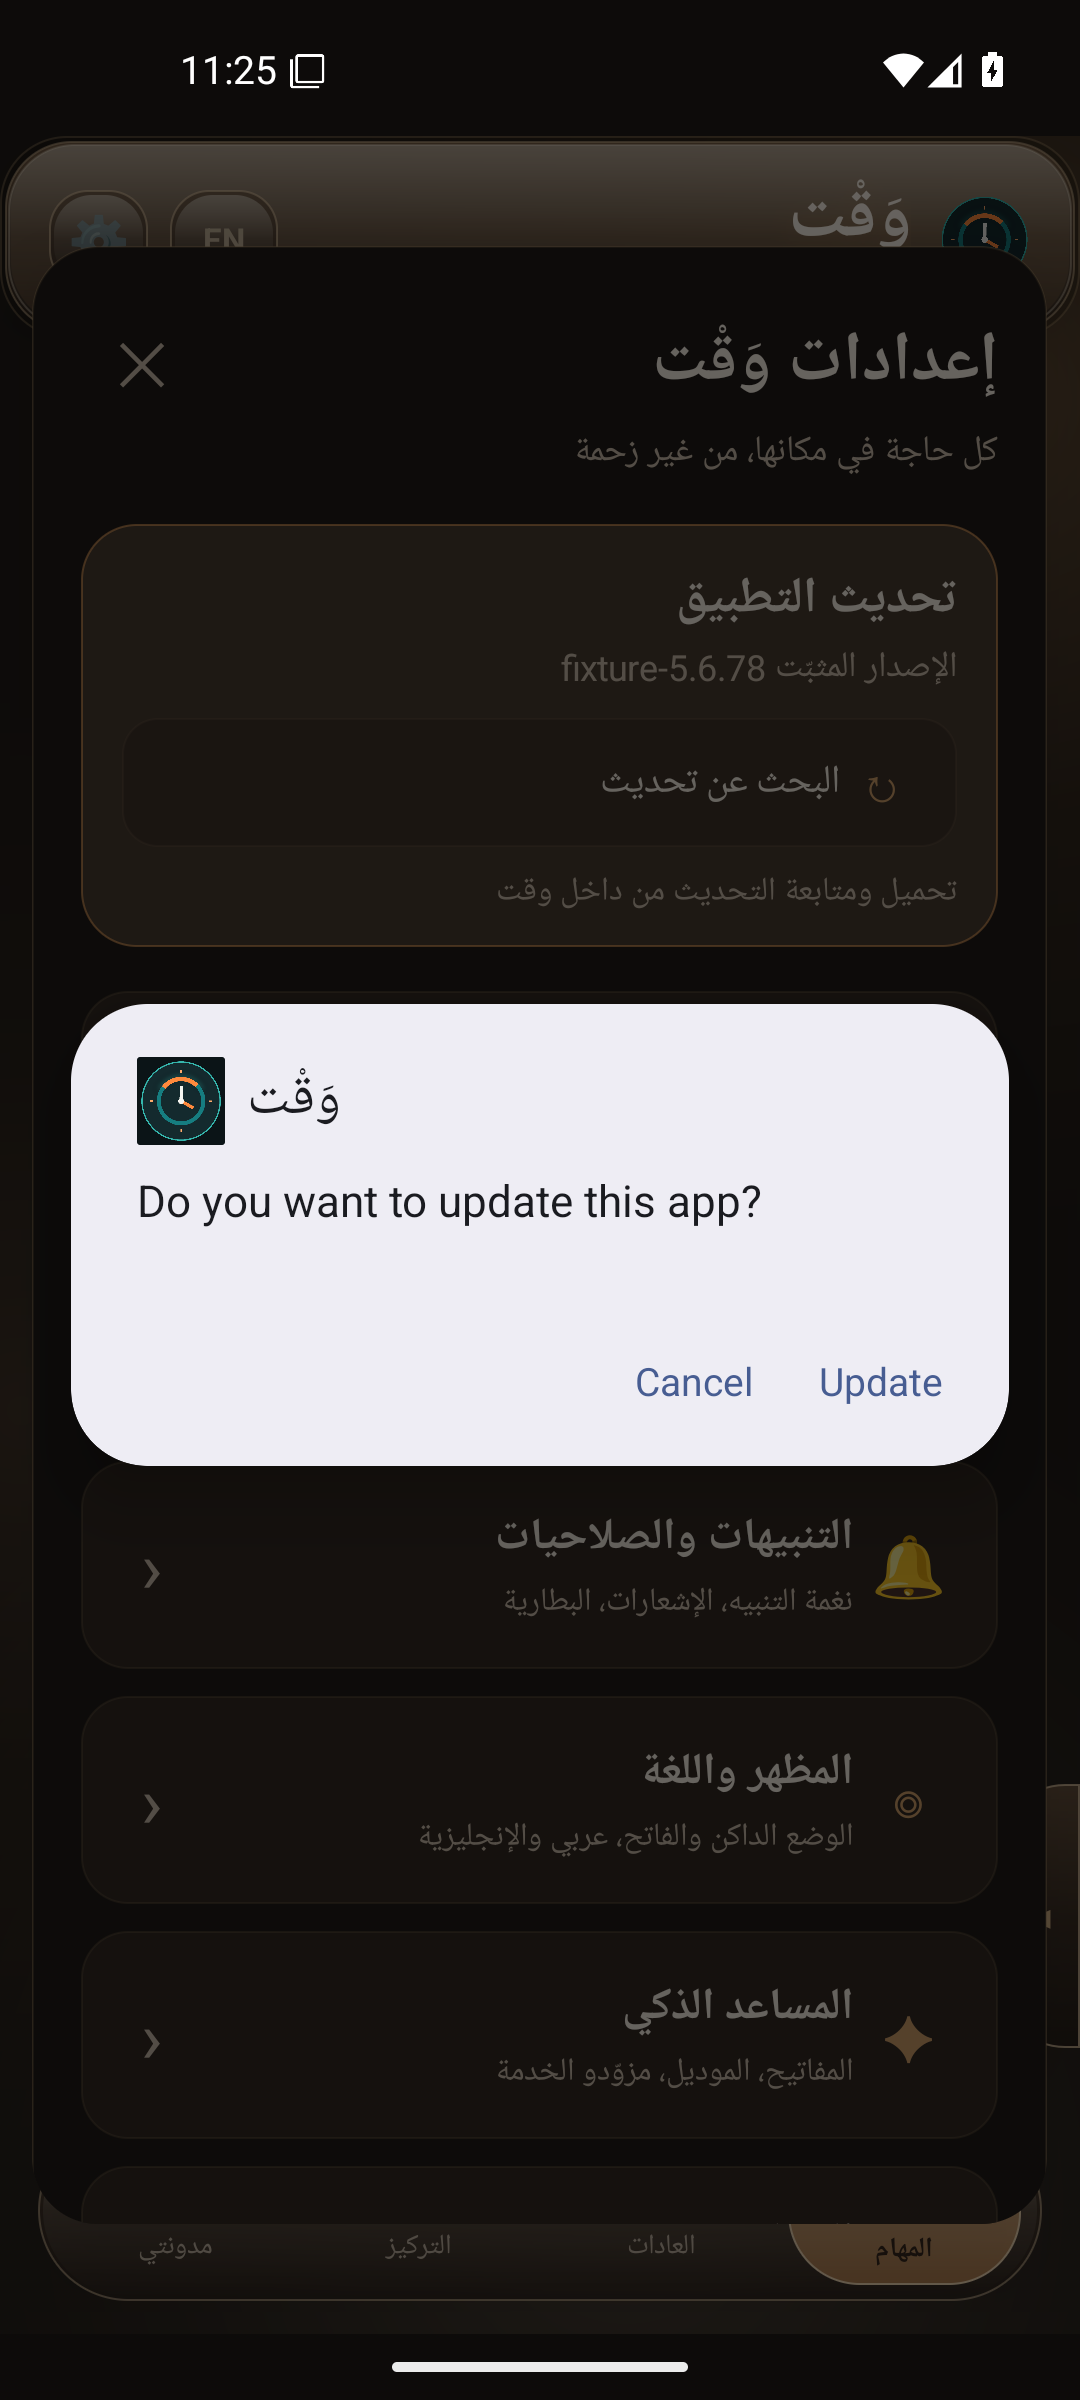 11:25
EN
وَقْت
إعدادات وَقْت
كل حاجة في مكانها، من غير زحمة
تحديث التطبيق
الإصدار المثبّت fixture-5.6.78
البحث عن تحديث
تحميل ومتابعة التحديث من داخل وقت
وَقْت
Do you want to update this app?
Cancel
Update
التنبيهات والصلاحيات
نغمة التنبيه، الإشعارات، البطارية
المظهر واللغة
الوضع الداكن والفاتح، عربي والإنجليزية
المساعد الذكي
المفاتيح، الموديل، مزوّدو الخدمة
المهام
العادات
التركيز
مدونتي